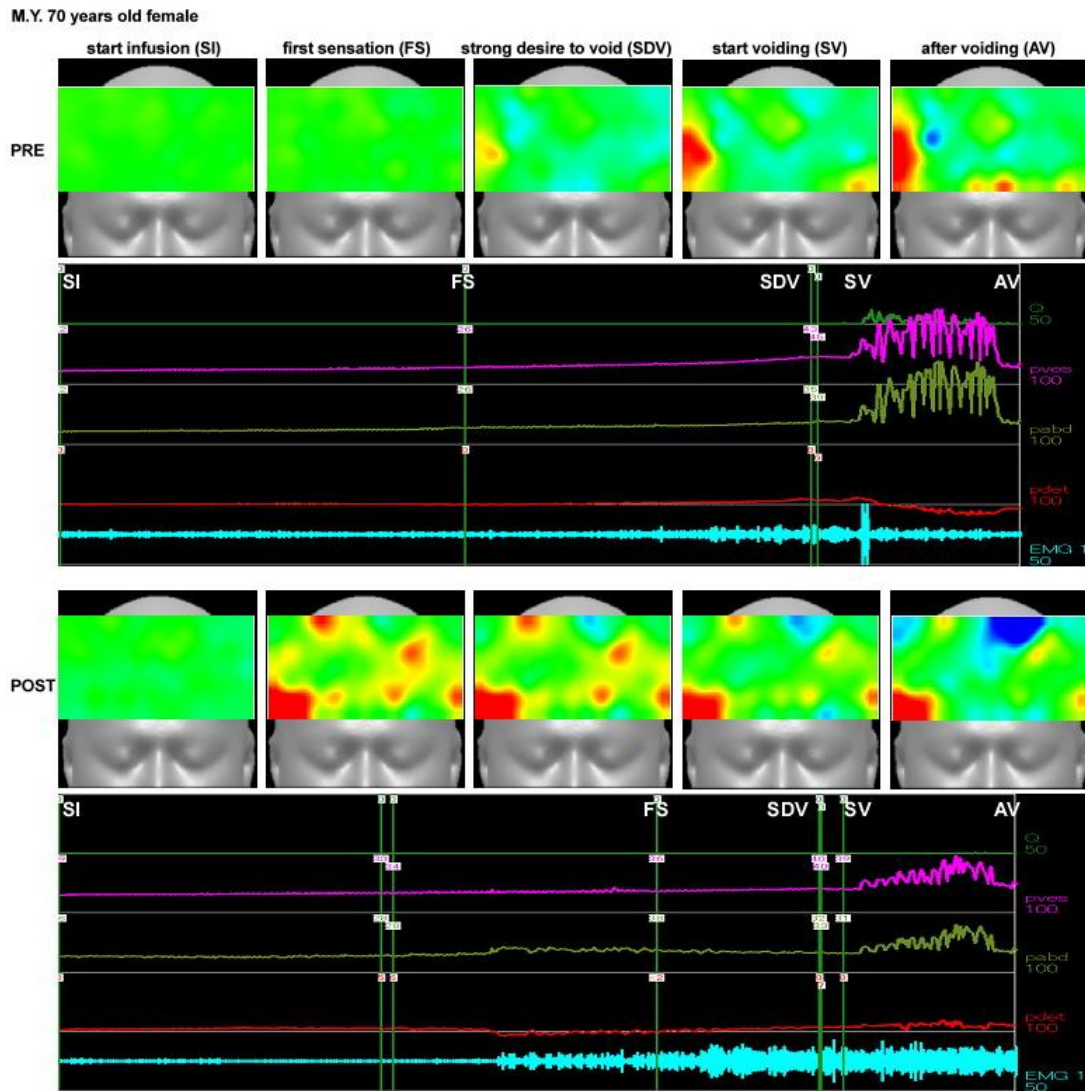 M.Y. 70 years old female
start infusion (SI) first sensation (FS) strong desire to void (SDV) start voiding (SV) after voiding (AV)
PRE
SI FS SDV SV AV
Q
50
pves
100
pabd
100
pdet
100
EMG 1
50
POST
SI FS SDV SV AV
Q
50
pves
100
pabd
100
pdet
100
EMG 1
50